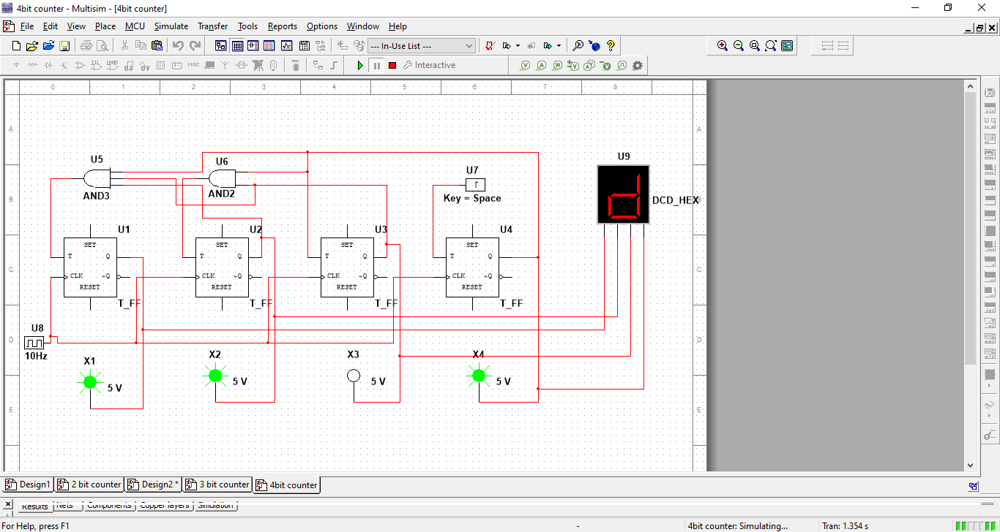 4bit counter - Multisim - [4bit counter]
File Edit View Place MCU Simulate Transfer Tools Reports Options Window Help
--- In-Use List ---
MISC Interactive
0 1 2 3 4 5 6 7 8
A A
U5 U6 U9
U7
B AND3 AND2 Key = Space DCD_HEX B
d
U1 U2 U3 U4
SET SET SET SET
T Q T Q T Q T Q
C C
CLK ~Q CLK ~Q CLK ~Q CLK ~Q
RESET RESET RESET RESET
T_FF T_FF T_FF T_FF
U8
D D
10Hz X1 X2 X3 X4
5 V 5 V 5 V 5 V
E E
Design1 2 bit counter Design2 * 3 bit counter 4bit counter
Results Nets Components Copper layers Simulation
For Help, press F1 - 4bit counter: Simulating... Tran: 1.354 s